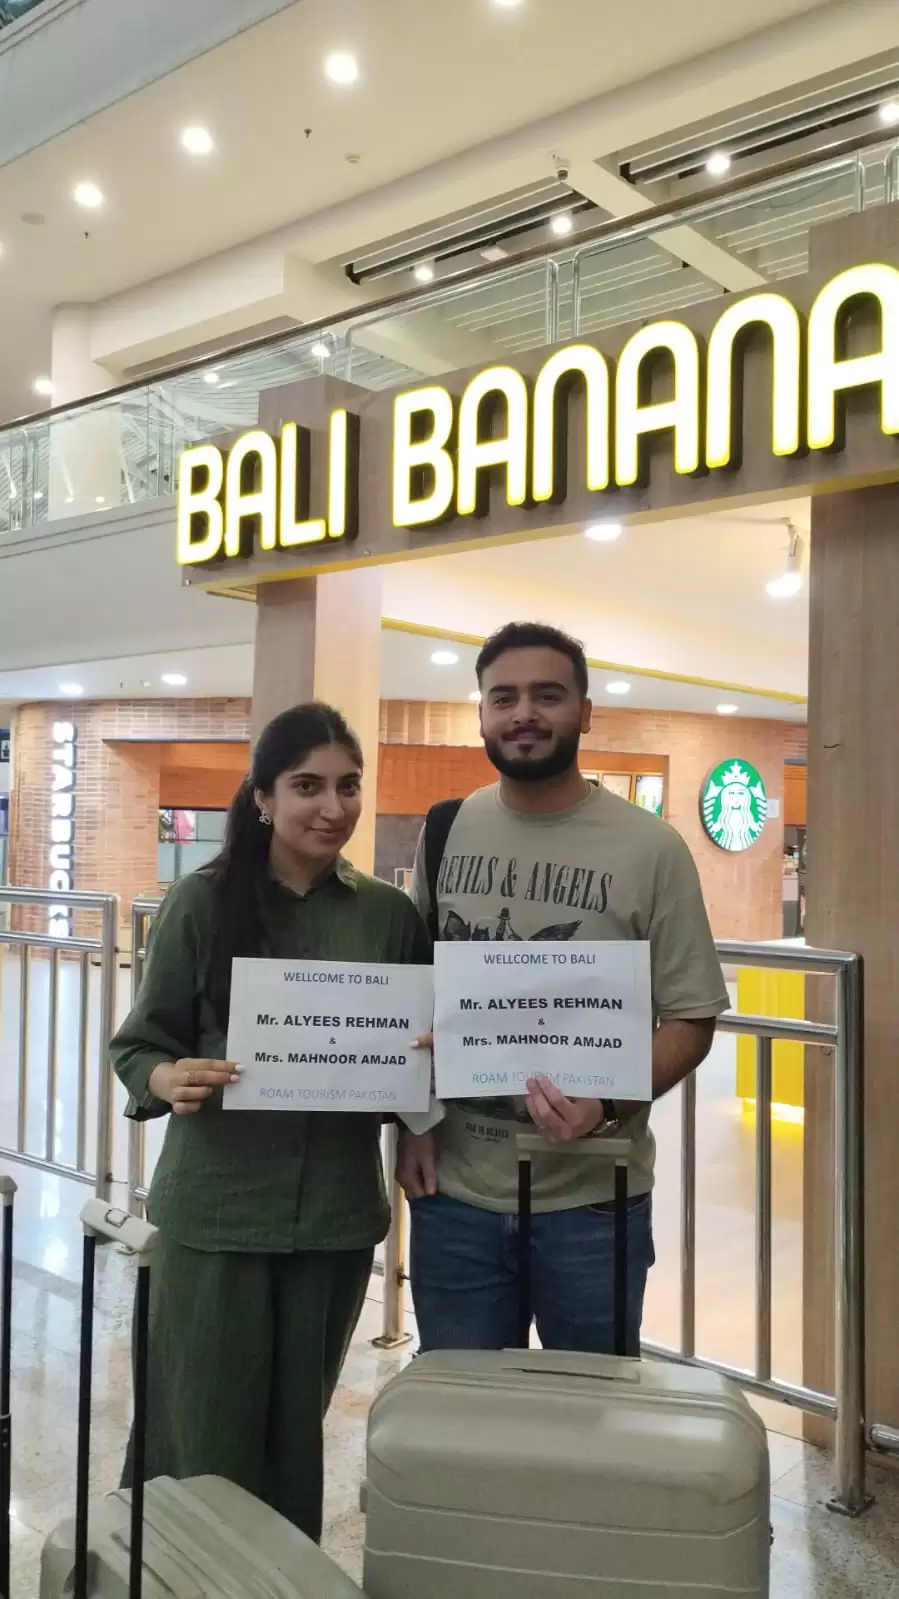 BALI BANANA
STARBUCKS
DEVILS & ANGELS
WELLCOME TO BALI
Mr. ALYEES REHMAN
&
Mrs. MAHNOOR AMJAD
ROAM TOURISM PAKISTAN
WELLCOME TO BALI
Mr. ALYEES REHMAN
&
Mrs. MAHNOOR AMJAD
ROAM TOURISM PAKISTAN